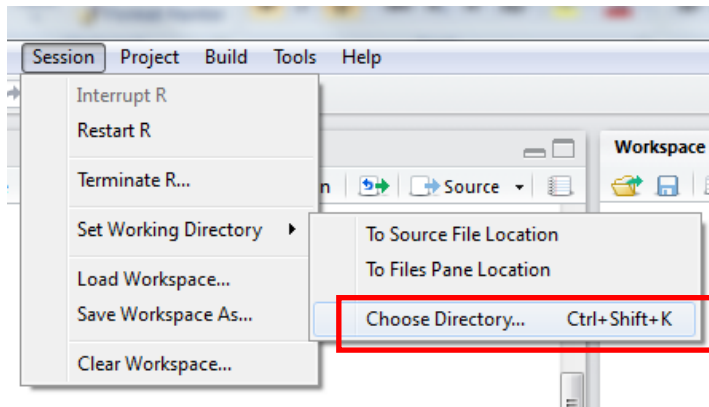 Session Project Build Tools Help
Interrupt R
Restart R
Workspace
Terminate R...
n Source
Set Working Directory
To Source File Location
To Files Pane Location
Load Workspace...
Save Workspace As...
Choose Directory... Ctrl+Shift+K
Clear Workspace...